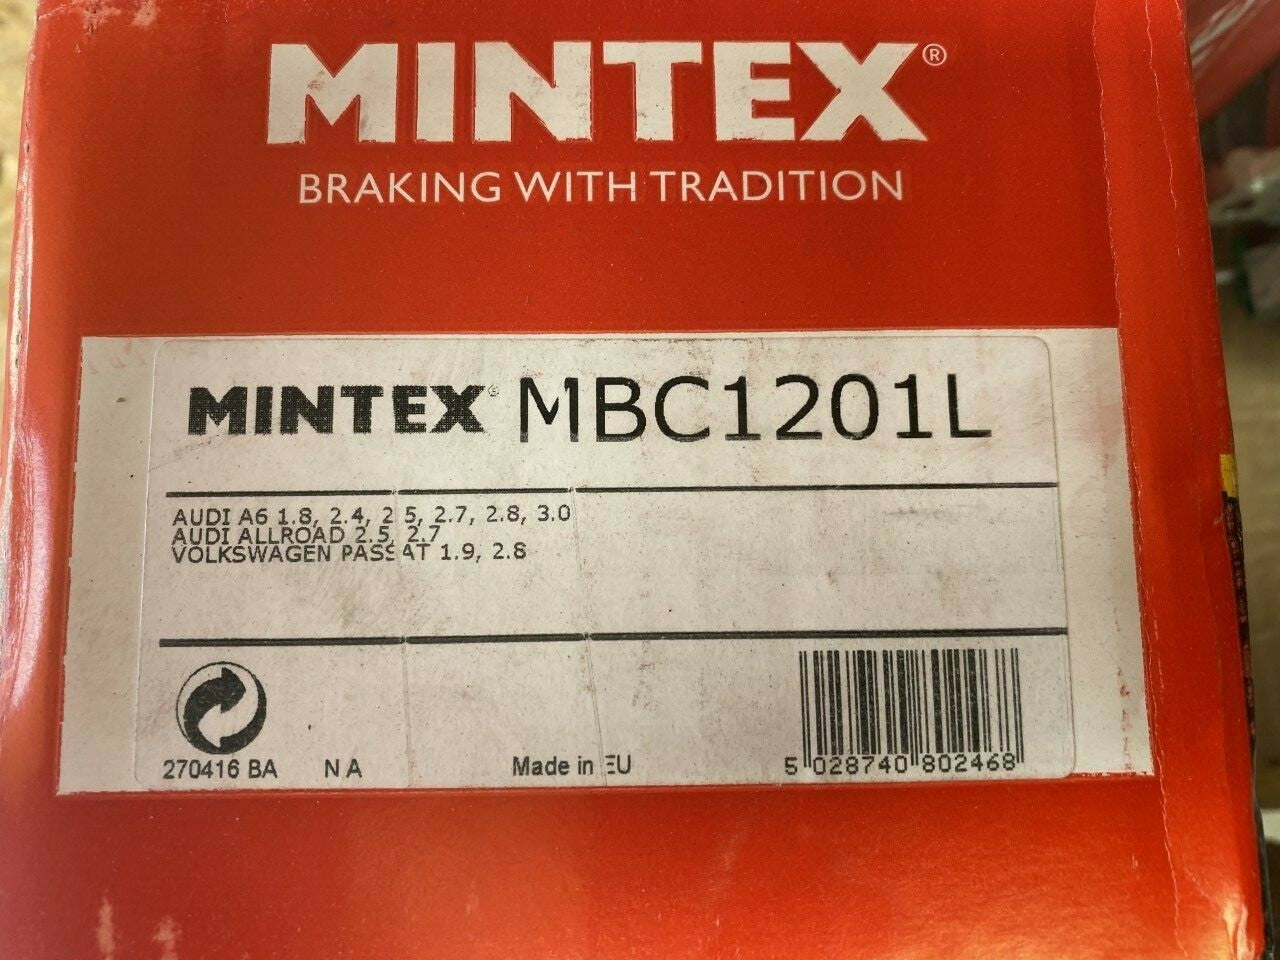 MINTEX®
BRAKING WITH TRADITION
MINTEX® MBC1201L
AUDI A6 1.8, 2.4, 2.5, 2.7, 2.8, 3.0
AUDI ALLROAD 2.5, 2.7
VOLKSWAGEN PASSAT 1.9, 2.8
270416 BA NA Made in EU 5 028740 802468